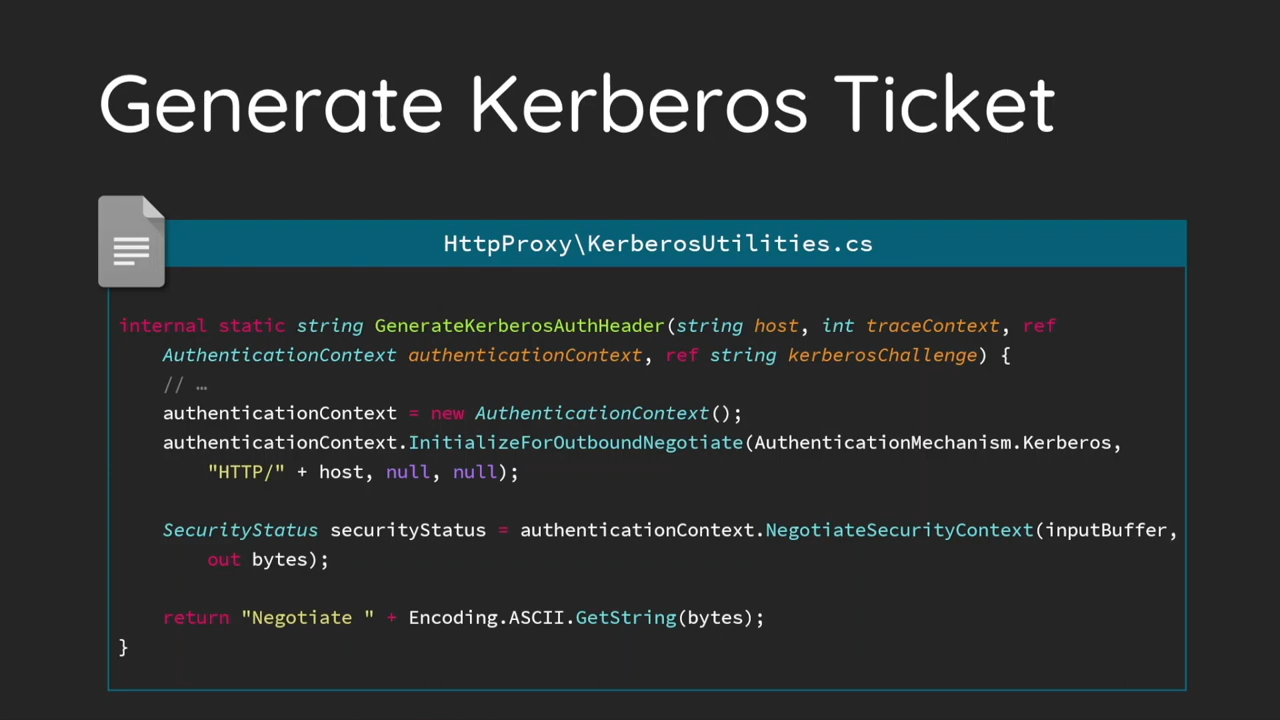 Generate Kerberos Ticket
HttpProxy\KerberosUtilities.cs
internal static string GenerateKerberosAuthHeader(string host, int traceContext, ref
AuthenticationContext authenticationContext, ref string kerberosChallenge) {
// …
authenticationContext = new AuthenticationContext();
authenticationContext.InitializeForOutboundNegotiate(AuthenticationMechanism.Kerberos,
"HTTP/" + host, null, null);
SecurityStatus securityStatus = authenticationContext.NegotiateSecurityContext(inputBuffer,
out bytes);
return "Negotiate " + Encoding.ASCII.GetString(bytes);
}